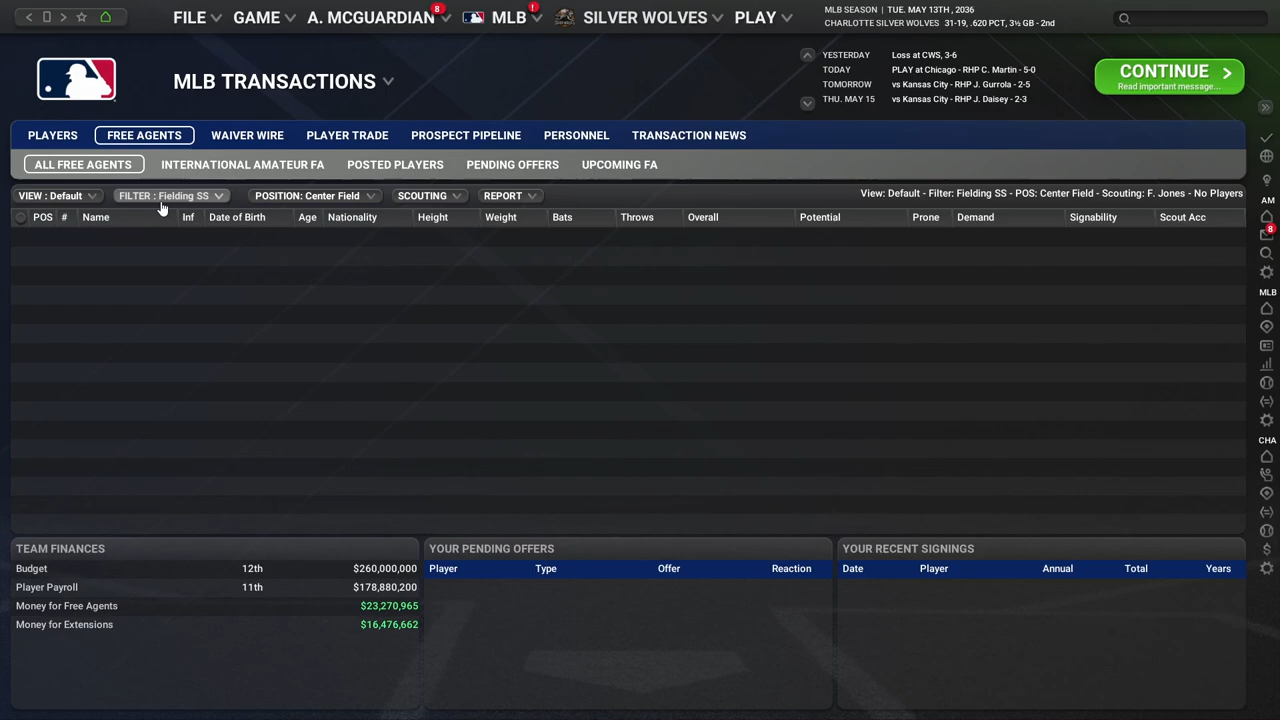 FILE GAME A. MCGUARDIAN 8 MLB ! SILVER WOLVES PLAY
MLB SEASON | TUE. MAY 13TH , 2036
CHARLOTTE SILVER WOLVES 31-19, .620 PCT, 3½ GB - 2nd
MLB TRANSACTIONS
YESTERDAY Loss at CWS, 3-6
TODAY PLAY at Chicago - RHP C. Martin - 5-0
TOMORROW vs Kansas City - RHP J. Gurrola - 2-5
THU. MAY 15 vs Kansas City - RHP J. Daisey - 2-3
CONTINUE
Read important message...
PLAYERS FREE AGENTS WAIVER WIRE PLAYER TRADE PROSPECT PIPELINE PERSONNEL TRANSACTION NEWS
ALL FREE AGENTS INTERNATIONAL AMATEUR FA POSTED PLAYERS PENDING OFFERS UPCOMING FA
VIEW : Default FILTER : Fielding SS POSITION: Center Field SCOUTING REPORT View: Default - Filter: Fielding SS - POS: Center Field - Scouting: F. Jones - No Players
POS # Name Inf Date of Birth Age Nationality Height Weight Bats Throws Overall Potential Prone Demand Signability Scout Acc
AM
8
MLB
CHA
TEAM FINANCES
Budget 12th $260,000,000
Player Payroll 11th $178,880,200
Money for Free Agents $23,270,965
Money for Extensions $16,476,662
YOUR PENDING OFFERS
Player Type Offer Reaction
YOUR RECENT SIGNINGS
Date Player Annual Total Years